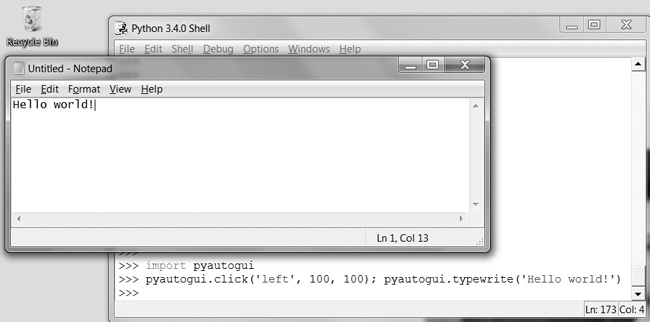 Recycle Bin
Python 3.4.0 Shell
File Edit Shell Debug Options Windows Help
Untitled - Notepad
File Edit Format View Help
Hello world!
Ln 1, Col 13
>>>
>>> import pyautogui
>>> pyautogui.click('left', 100, 100); pyautogui.typewrite('Hello world!')
>>>
Ln: 173 Col: 4